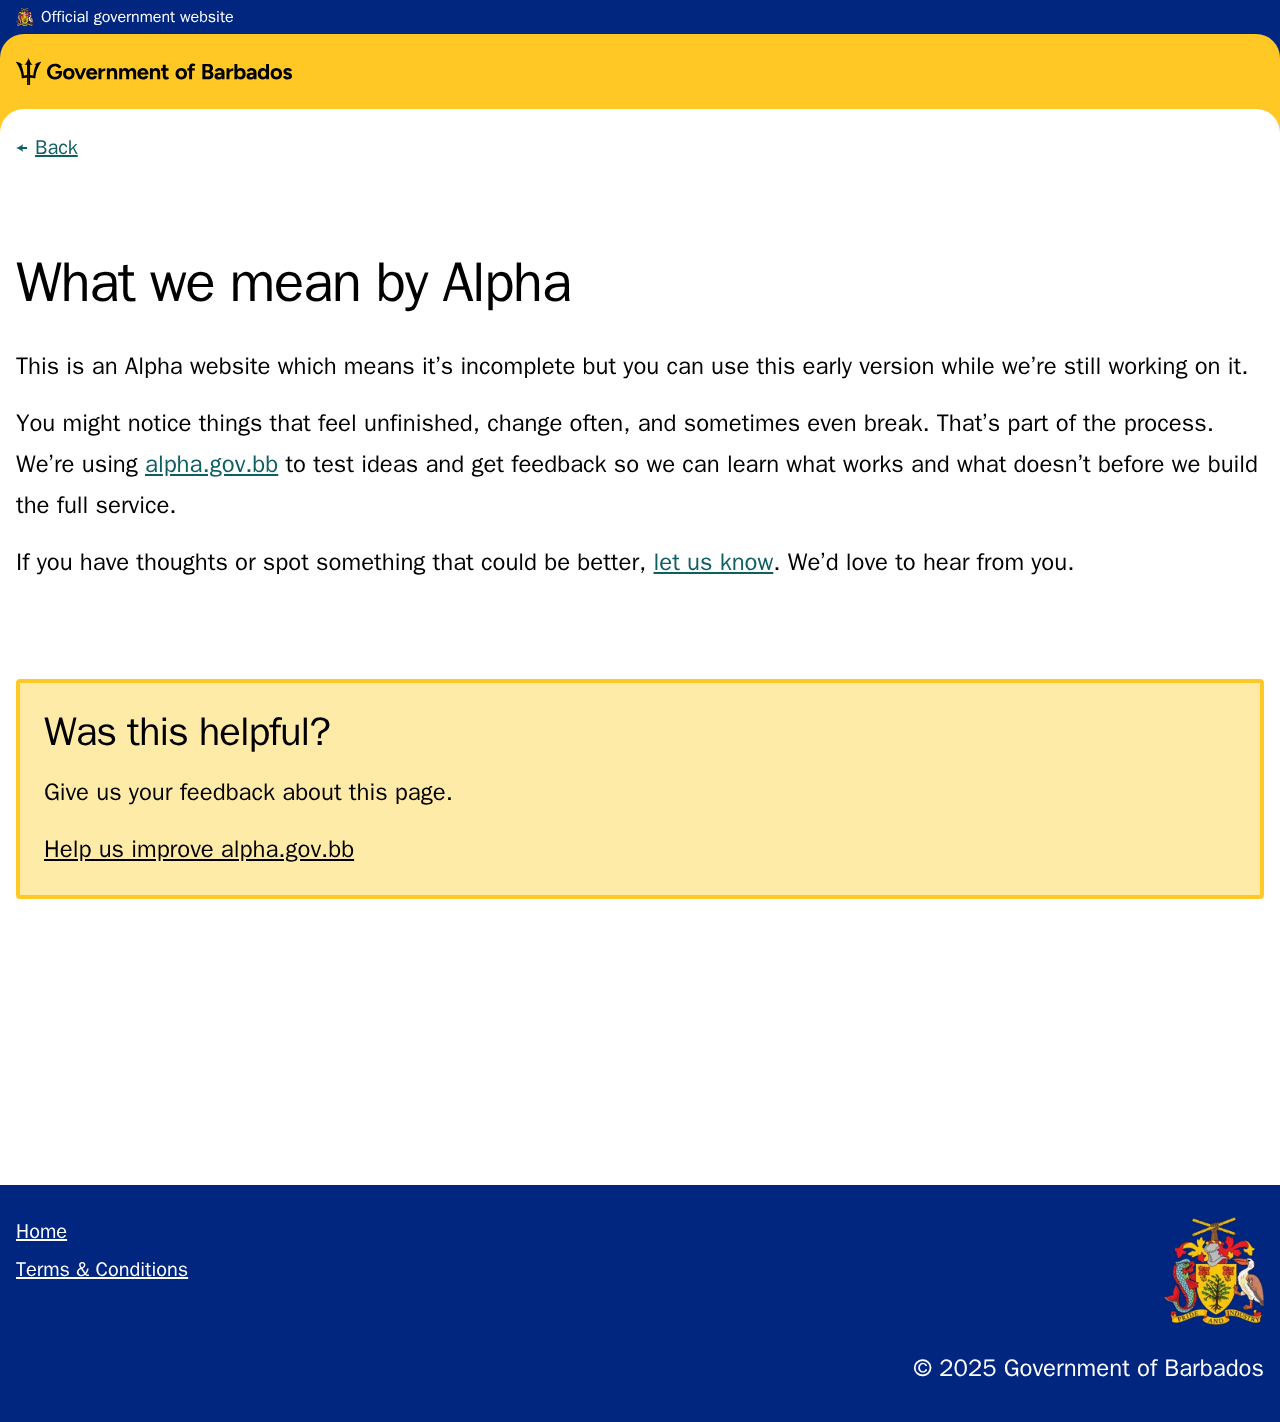 Official government website
Government of Barbados
Back
What we mean by Alpha
This is an Alpha website which means it’s incomplete but you can use this early version while we’re still working on it.
You might notice things that feel unfinished, change often, and sometimes even break. That’s part of the process.
We’re using alpha.gov.bb to test ideas and get feedback so we can learn what works and what doesn’t before we build
the full service.
If you have thoughts or spot something that could be better, let us know. We’d love to hear from you.
Was this helpful?
Give us your feedback about this page.
Help us improve alpha.gov.bb
Home
Terms & Conditions
PRIDE AND INDUSTRY
© 2025 Government of Barbados